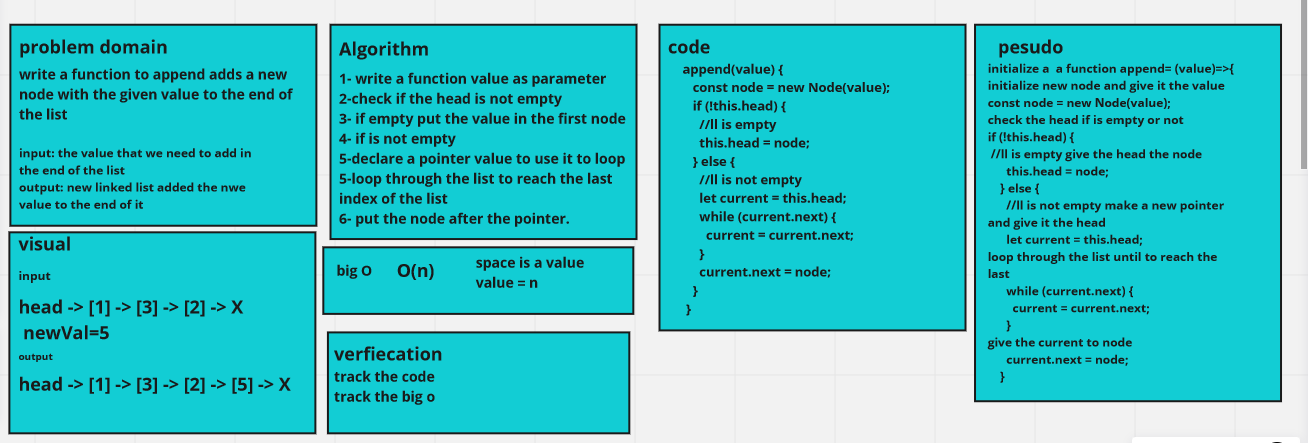 problem domain
write a function to append adds a new
node with the given value to the end of
the list
input: the value that we need to add in
the end of the list
output: new linked list added the nwe
value to the end of it
visual
input
head -> [1] -> [3] -> [2] -> X
newVal=5
output
head -> [1] -> [3] -> [2] -> [5] -> X
Algorithm
1- write a function value as parameter
2-check if the head is not empty
3- if empty put the value in the first node
4- if is not empty
5-declare a pointer value to use it to loop
5-loop through the list to reach the last
index of the list
6- put the node after the pointer.
big O O(n) space is a value
value = n
verfiecation
track the code
track the big o
code
append(value) {
const node = new Node(value);
if (!this.head) {
//ll is empty
this.head = node;
} else {
//ll is not empty
let current = this.head;
while (current.next) {
current = current.next;
}
current.next = node;
}
}
pesudo
initialize a  a function append= (value)=>{
initialize new node and give it the value
const node = new Node(value);
check the head if is empty or not
if (!this.head) {
//ll is empty give the head the node
this.head = node;
} else {
//ll is not empty make a new pointer
and give it the head
let current = this.head;
loop through the list until to reach the
last
while (current.next) {
current = current.next;
}
give the current to node
current.next = node;
}